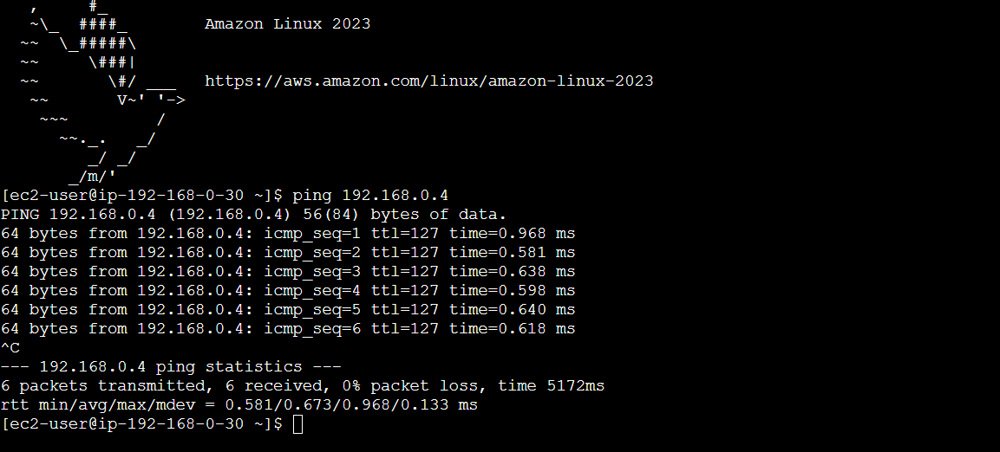 ,     #_
   ~\_  ####_        Amazon Linux 2023
  ~~  \_#####\
  ~~     \###|
  ~~       \#/ ___   https://aws.amazon.com/linux/amazon-linux-2023
   ~~       V~' '->
    ~~~         /
      ~~._.   _/
         _/ _/
       _/m/'
[ec2-user@ip-192-168-0-30 ~]$ ping 192.168.0.4
PING 192.168.0.4 (192.168.0.4) 56(84) bytes of data.
64 bytes from 192.168.0.4: icmp_seq=1 ttl=127 time=0.968 ms
64 bytes from 192.168.0.4: icmp_seq=2 ttl=127 time=0.581 ms
64 bytes from 192.168.0.4: icmp_seq=3 ttl=127 time=0.638 ms
64 bytes from 192.168.0.4: icmp_seq=4 ttl=127 time=0.598 ms
64 bytes from 192.168.0.4: icmp_seq=5 ttl=127 time=0.640 ms
64 bytes from 192.168.0.4: icmp_seq=6 ttl=127 time=0.618 ms
^C
--- 192.168.0.4 ping statistics ---
6 packets transmitted, 6 received, 0% packet loss, time 5172ms
rtt min/avg/max/mdev = 0.581/0.673/0.968/0.133 ms
[ec2-user@ip-192-168-0-30 ~]$